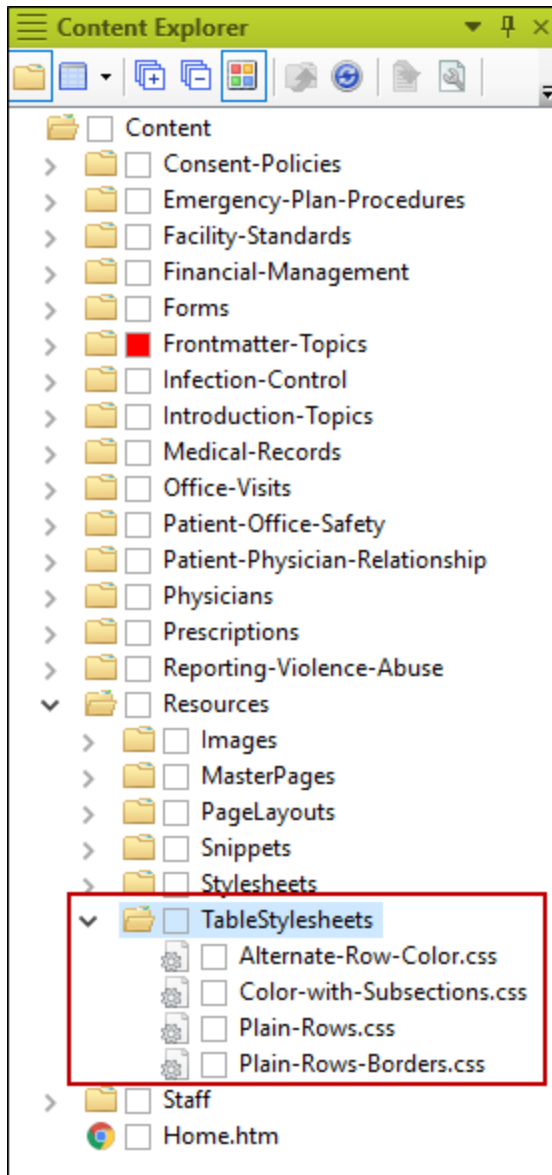 Content Explorer
Content
Consent-Policies
Emergency-Plan-Procedures
Facility-Standards
Financial-Management
Forms
Frontmatter-Topics
Infection-Control
Introduction-Topics
Medical-Records
Office-Visits
Patient-Office-Safety
Patient-Physician-Relationship
Physicians
Prescriptions
Reporting-Violence-Abuse
Resources
Images
MasterPages
PageLayouts
Snippets
Stylesheets
TableStylesheets
Alternate-Row-Color.css
Color-with-Subsections.css
Plain-Rows.css
Plain-Rows-Borders.css
Staff
Home.htm